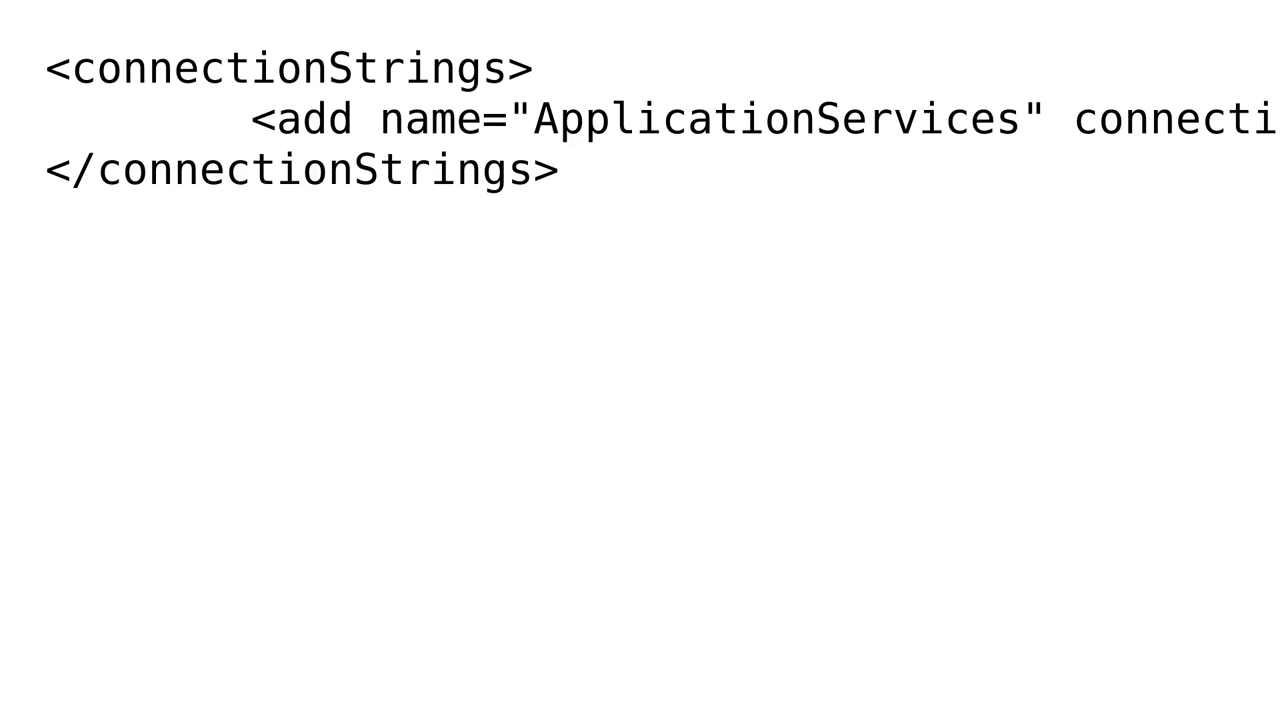 <connectionStrings>
<add name="ApplicationServices" connecti
</connectionStrings>